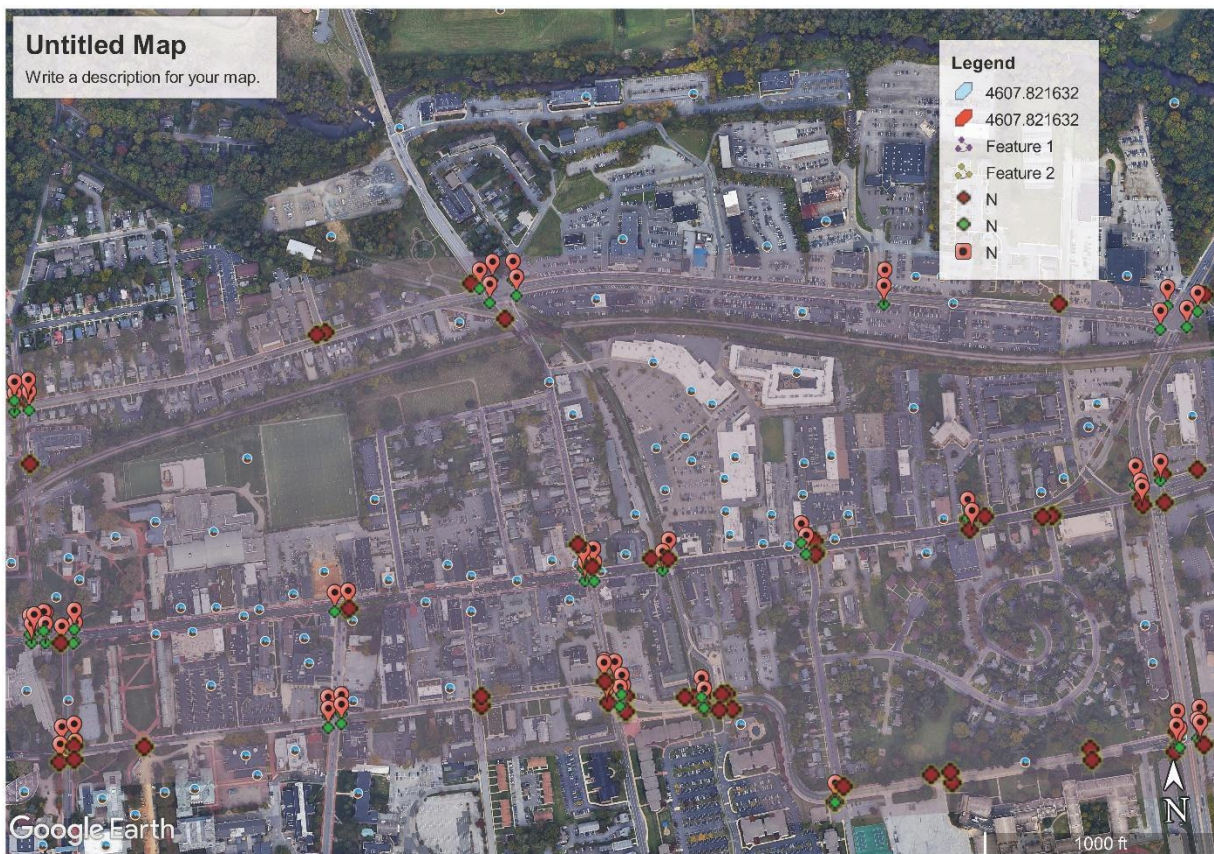 Untitled Map
Write a description for your map.
Legend
4607.821632
4607.821632
Feature 1
Feature 2
N
N
N
Google Earth
N
1000 ft